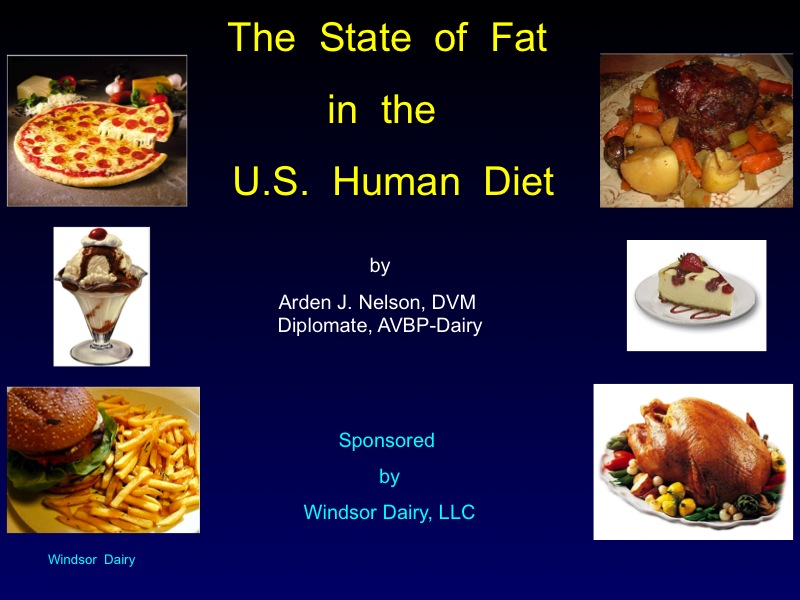 The State of Fat
in the
U.S. Human Diet
by
Arden J. Nelson, DVM
Diplomate, AVBP-Dairy
Sponsored
by
Windsor Dairy, LLC
Windsor Dairy